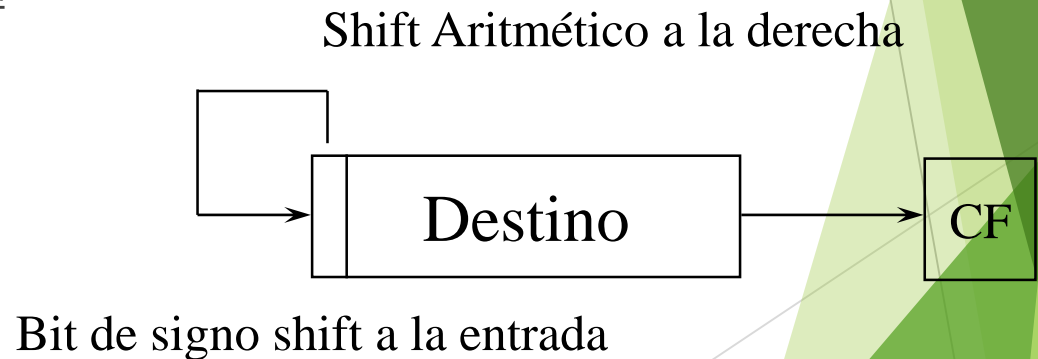 Shift Aritmético a la derecha
Destino
CF
Bit de signo shift a la entrada